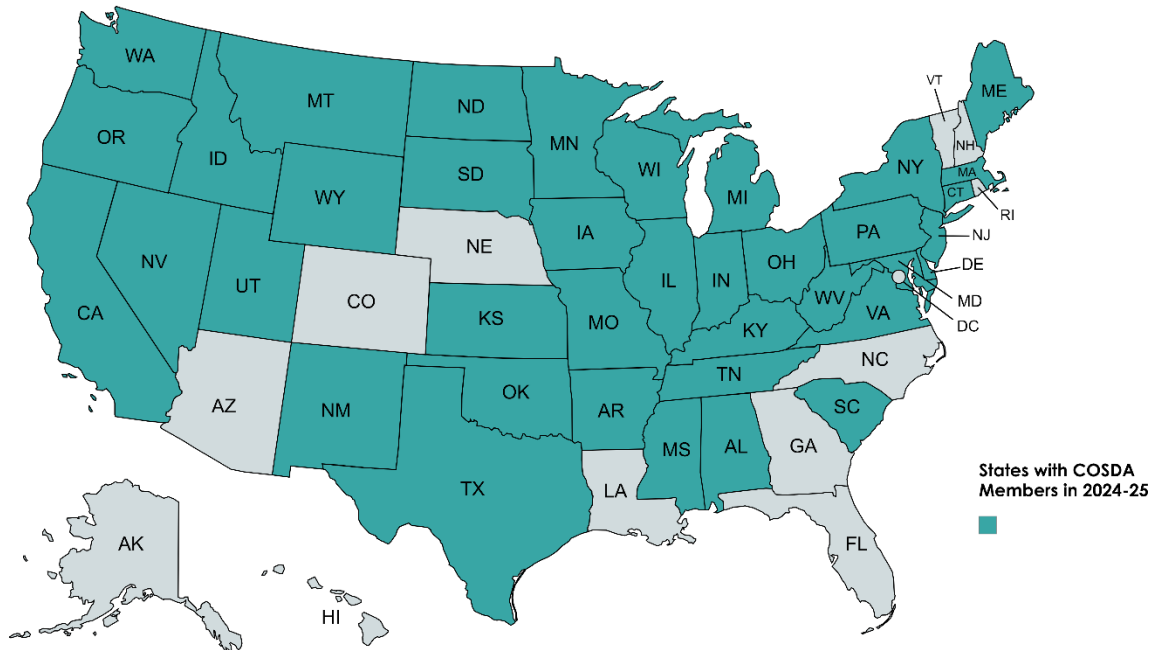 WA
MT
ND
MN
VT
ME
OR
ID
SD
WI
NY
NH
MA
WY
MI
CT
RI
IA
PA
NJ
NE
NV
UT
OH
DE
IL
IN
CO
WV
MD
CA
KS
MO
VA
DC
KY
NC
TN
OK
AZ
NM
AR
SC
MS
AL
GA
States with COSDA
Members in 2024-25
TX
LA
AK
FL
HI